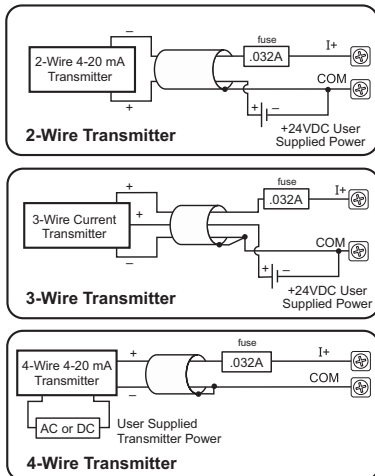 –
fuse
2-Wire 4-20 mA
Transmitter
.032A
I+
COM
+
+ –
+24VDC User
Supplied Power
2-Wire Transmitter
fuse
+
.032A
I+
3-Wire Current
Transmitter
+
COM
–
+ –
+24VDC User
Supplied Power
3-Wire Transmitter
fuse
4-Wire 4-20 mA
Transmitter
+
.032A
I+
–
COM
AC or DC
User Supplied
Transmitter Power
4-Wire Transmitter